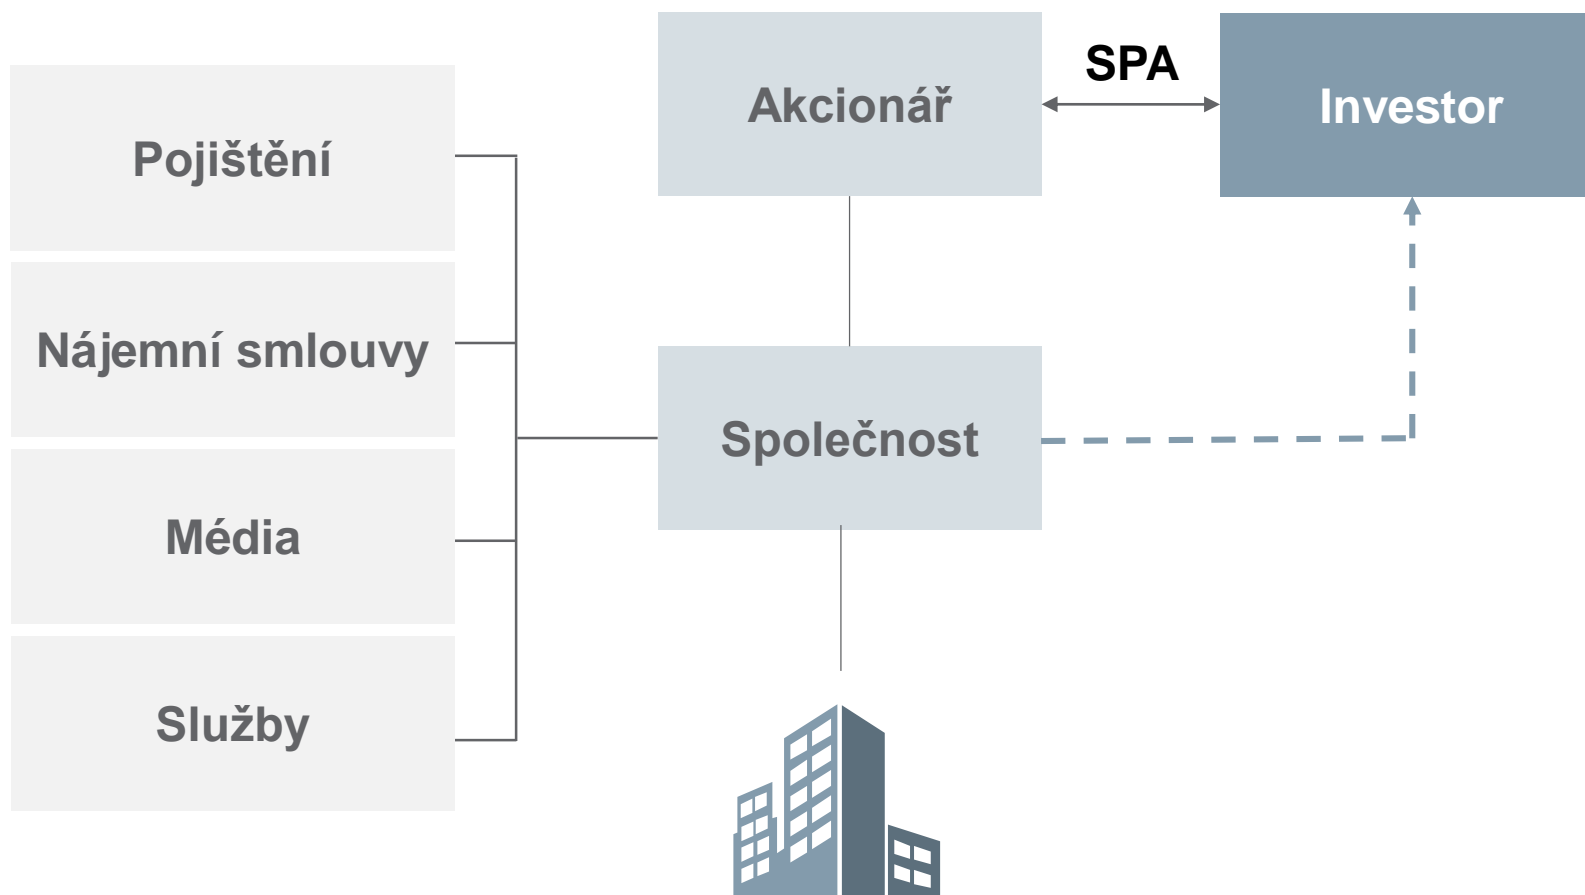 SPA
Akcionář
Investor
Pojištění
Nájemní smlouvy
Společnost
Média
Služby